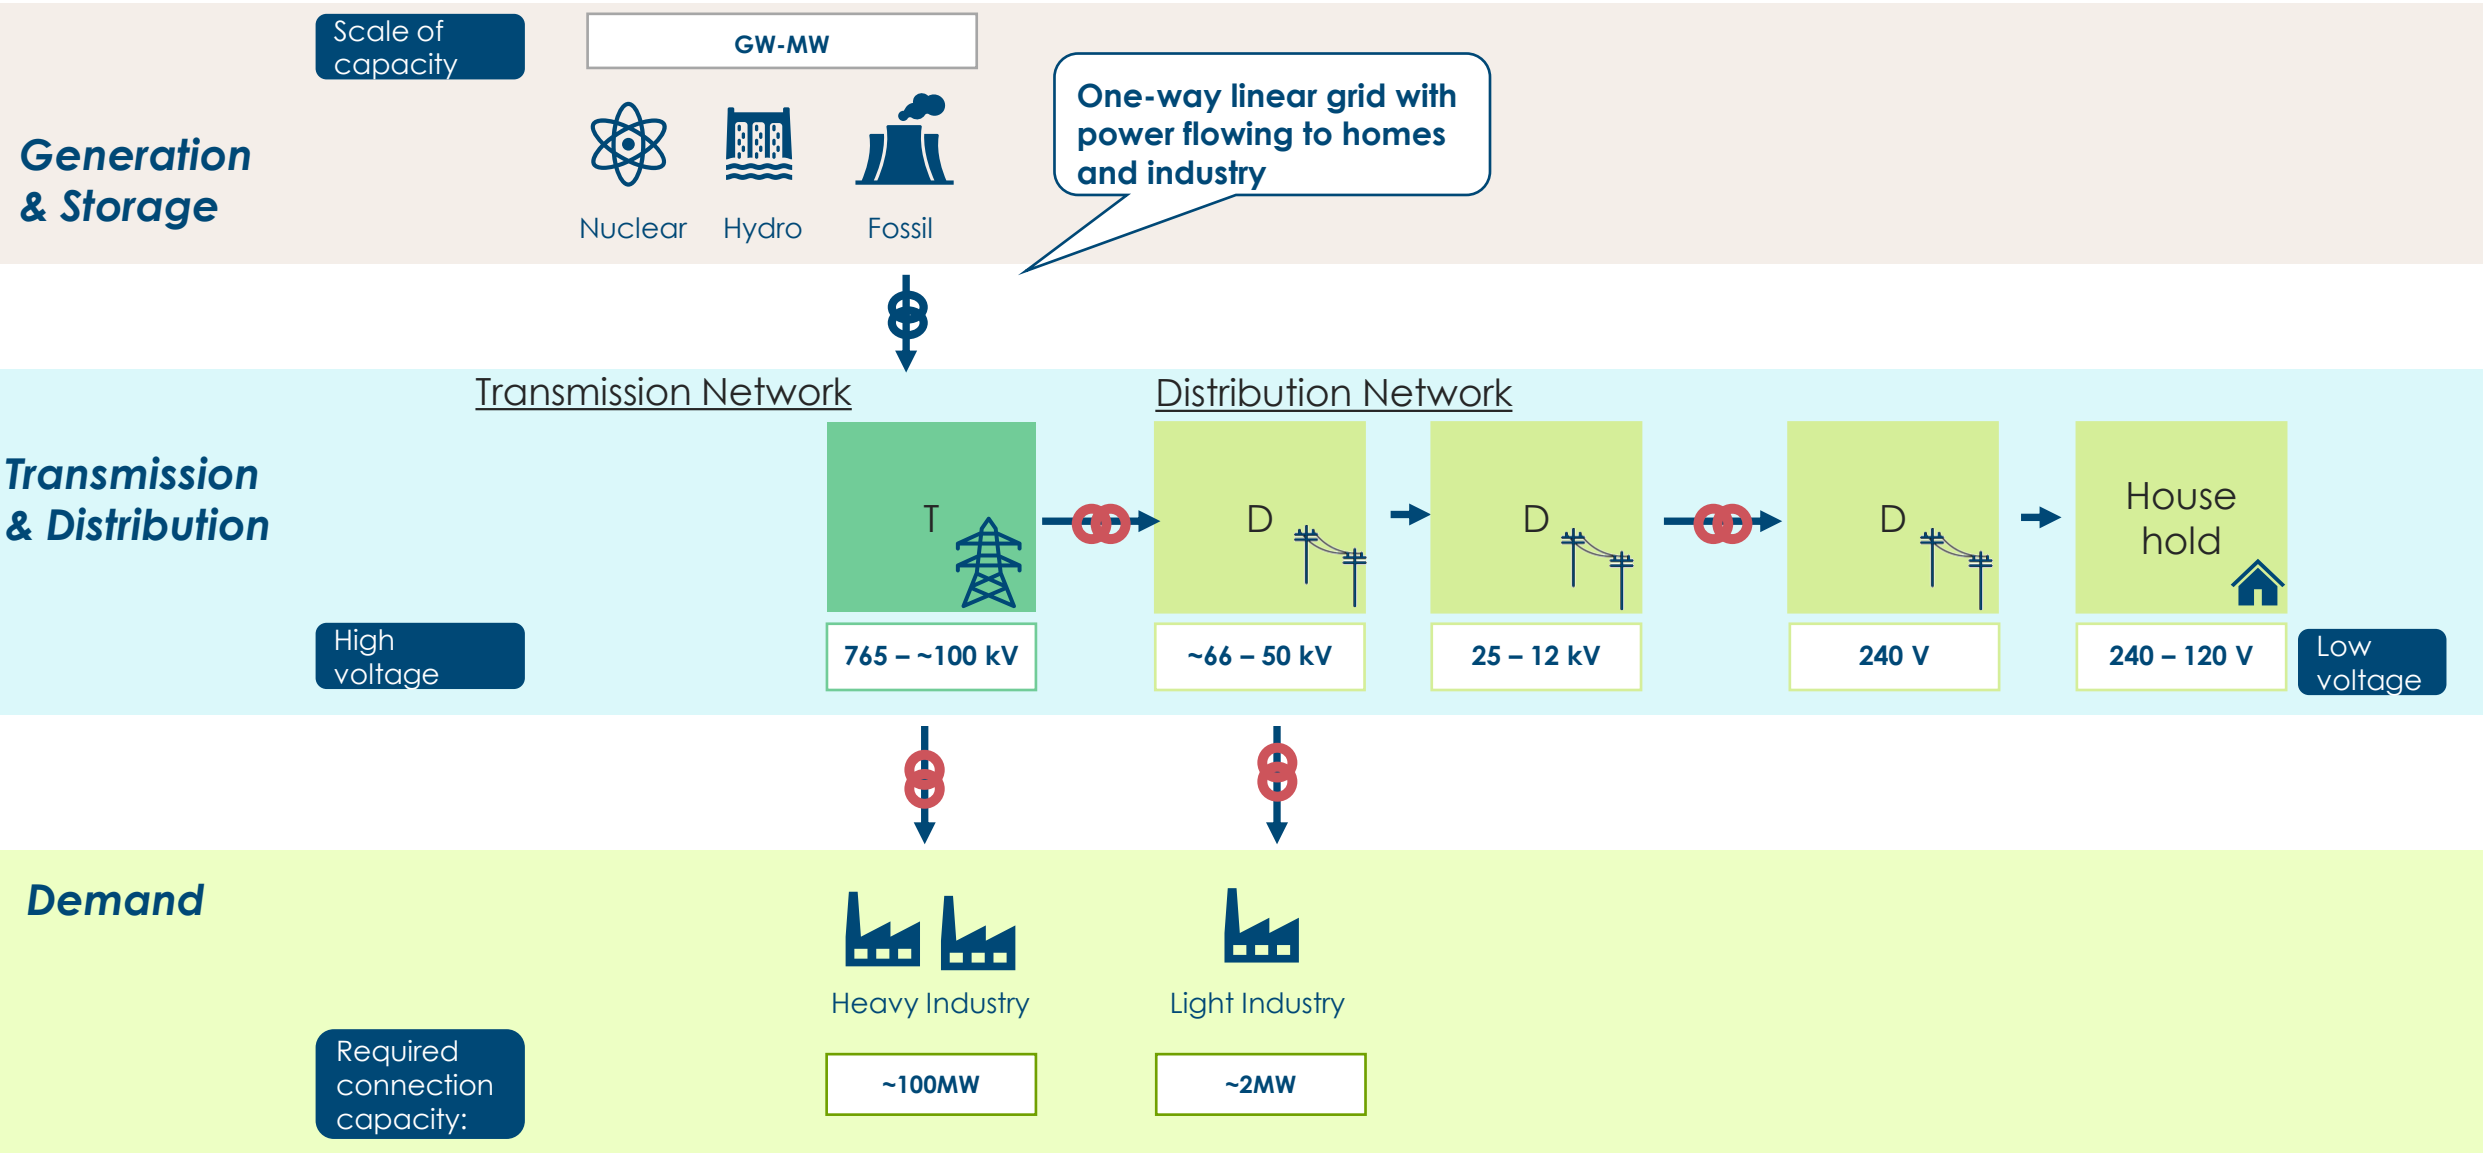 Scale of
capacity
GW-MW
One-way linear grid with
power flowing to homes
and industry
Generation
& Storage
Nuclear
Hydro
Fossil
Transmission Network
Distribution Network
Transmission
& Distribution
T
D
D
D
House
hold
High
voltage
765 – ~100 kV
~66 – 50 kV
25 – 12 kV
240 V
240 – 120 V
Low
voltage
Demand
Heavy Industry
Light Industry
Required
connection
capacity:
~100MW
~2MW